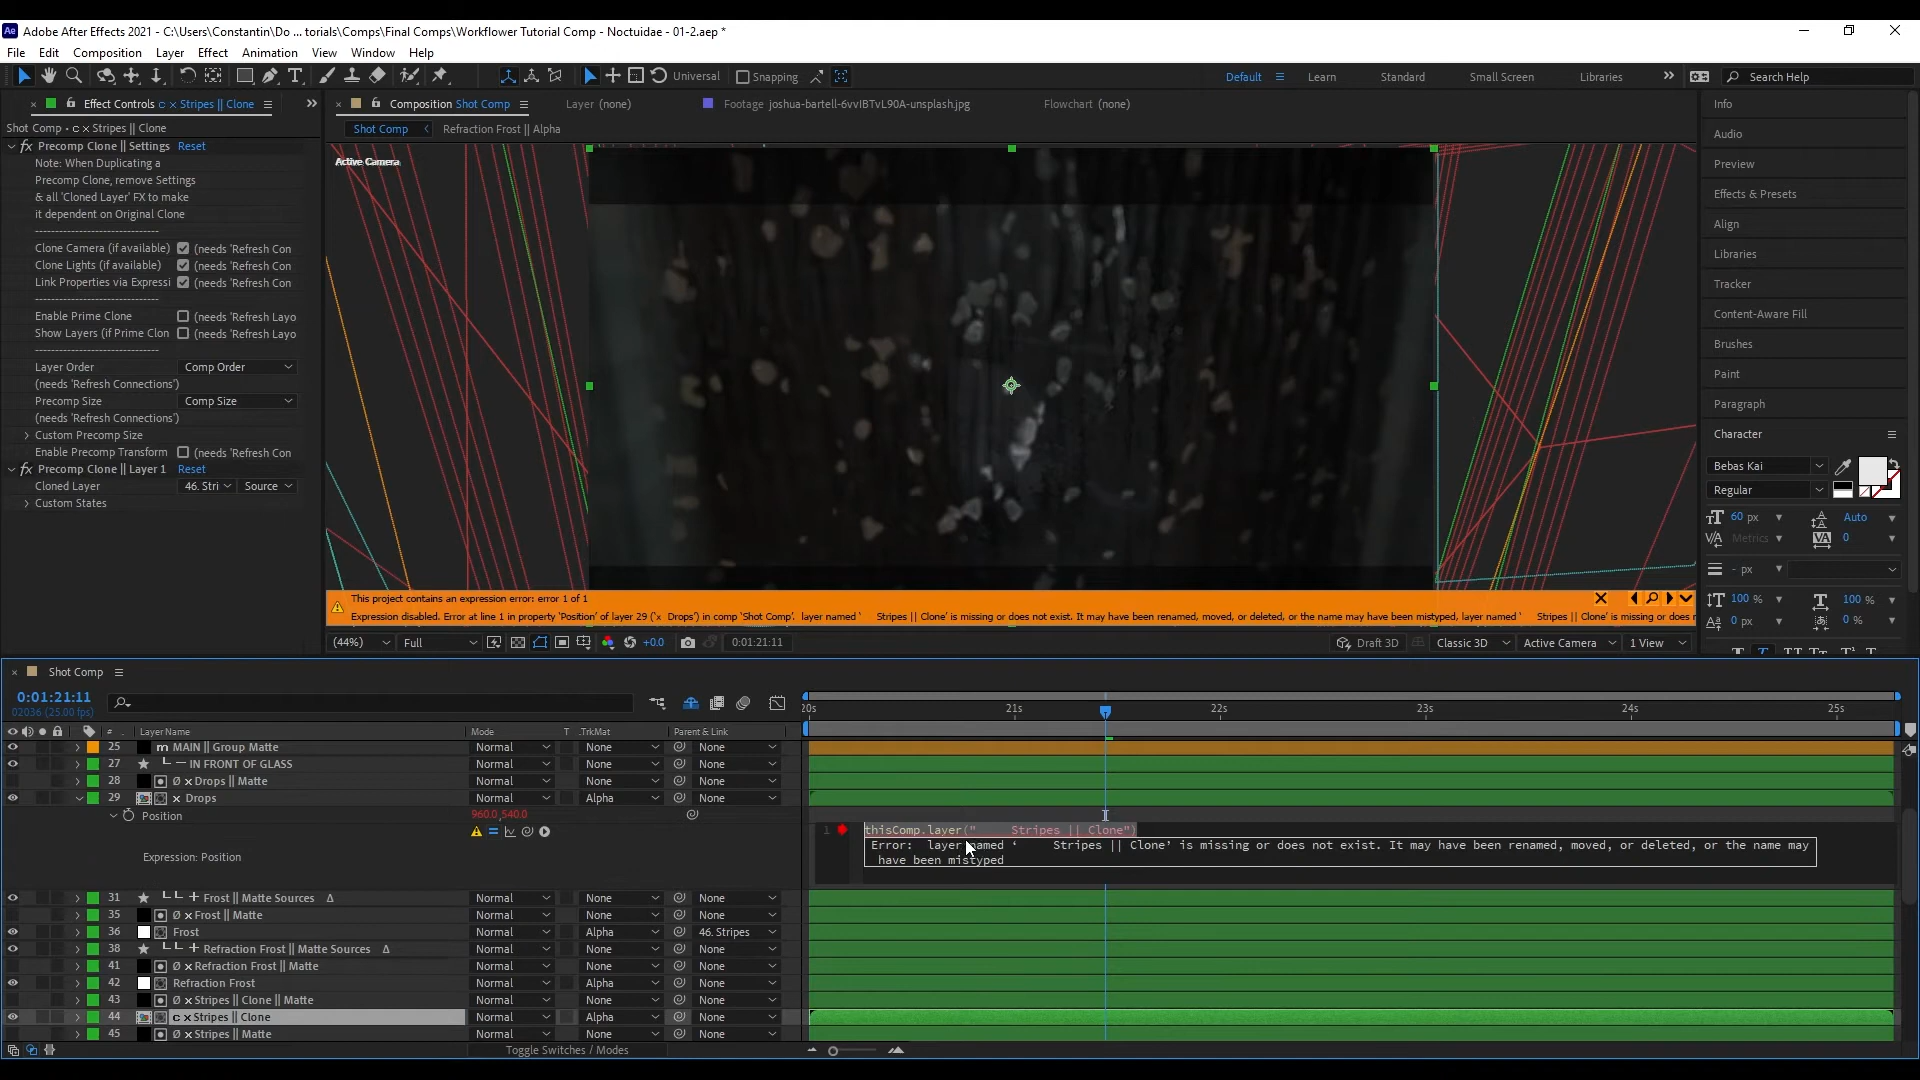 Adobe After Effects 2021 - C:\Users\Constantin\Do ... torials\Comps\Final Comps\Workflower Tutorial Comp - Noctuidae - 01-2.aep *
File Edit Composition Layer Effect Animation View Window Help
Universal Snapping Default Learn Standard Small Screen Libraries Search Help
Effect Controls c × Stripes || Clone
Composition Shot Comp Layer (none) Footage joshua-bartell-6vvIBTvL90A-unsplash.jpg Flowchart (none)
Shot Comp • c × Stripes || Clone
Shot Comp Refraction Frost || Alpha
Active Camera
fx Precomp Clone || Settings Reset
Note: When Duplicating a
Precomp Clone, remove Settings
& all 'Cloned Layer' FX to make
it dependent on Original Clone
-------------------------------
Clone Camera (if available) (needs 'Refresh Con
Clone Lights (if available) (needs 'Refresh Con
Link Properties via Expressi (needs 'Refresh Con
-------------------------------
Enable Prime Clone (needs 'Refresh Layo
Show Layers (if Prime Clon (needs 'Refresh Layo
-------------------------------
Layer Order Comp Order
(needs 'Refresh Connections')
Precomp Size Comp Size
(needs 'Refresh Connections')
Custom Precomp Size
Enable Precomp Transform (needs 'Refresh Con
fx Precomp Clone || Layer 1 Reset
Cloned Layer 46. Stri Source
Custom States
Info
Audio
Preview
Effects & Presets
Align
Libraries
Tracker
Content-Aware Fill
Brushes
Paint
Paragraph
Character
Bebas Kai
Regular
60 px Auto
Metrics 0
- px
100 % 100 %
0 px 0 %
This project contains an expression error: error 1 of 1
Expression disabled. Error at line 1 in property 'Position' of layer 29 ('x Drops') in comp 'Shot Comp'. layer named ' Stripes || Clone' is missing or does not exist. It may have been renamed, moved, or deleted, or the name may have been mistyped, layer named ' Stripes || Clone' is missing or does n
(44%) Full +0.0 0:01:21:11 Draft 3D Classic 3D Active Camera 1 View
Shot Comp
0:01:21:11
02036 (25.00 fps)
20s 21s 22s 23s 24s 25s
# Layer Name Mode T .TrkMat Parent & Link
25 m MAIN || Group Matte Normal None None
27 ★ └ ─ IN FRONT OF GLASS Normal None None
28 Ø × Drops || Matte Normal None None
29 × Drops Normal Alpha None
Position 960.0,540.0
1 thisComp.layer(" Stripes || Clone")
Error: layer named ‘ Stripes || Clone’ is missing or does not exist. It may have been renamed, moved, or deleted, or the name may
have been mistyped
Expression: Position
31 ★ └ └ + Frost || Matte Sources Δ Normal None None
35 Ø × Frost || Matte Normal None None
36 Frost Normal Alpha 46. Stripes
38 ★ └ └ + Refraction Frost || Matte Sources Δ Normal None None
41 Ø × Refraction Frost || Matte Normal None None
42 Refraction Frost Normal Alpha None
43 Ø × Stripes || Clone || Matte Normal None None
44 c × Stripes || Clone Normal Alpha None
45 Ø × Stripes || Matte Normal None None
Toggle Switches / Modes